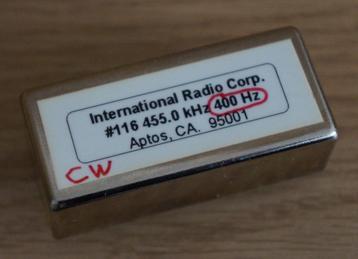 International Radio Corp.
#116 455.0 kHz 400 Hz
Aptos, CA. 95001
CW